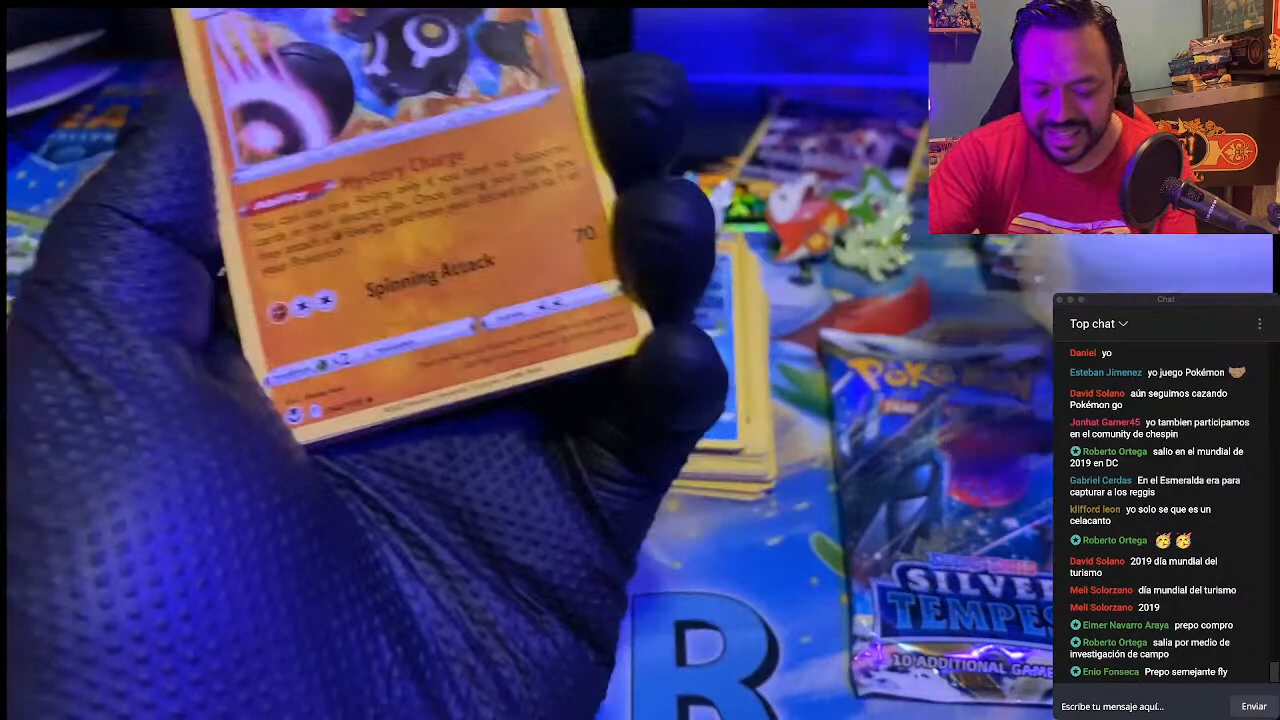 Ability Mystery Charge
Spinning Attack
70
x2
POKéMON
SILVER
TEMPES
10 ADDITIONAL GAME
R
Chat
Top chat
Daniel yo
Esteban Jimenez yo juego Pokémon
David Solano aún seguimos cazando
Pokémon go
Jonhat Gamer45 yo tambien participamos
en el comunity de chespin
Roberto Ortega salio en el mundial de
2019 en DC
Gabriel Cerdas En el Esmeralda era para
capturar a los reggis
klifford leon yo solo se que es un
celacanto
Roberto Ortega
David Solano 2019 día mundial del
turismo
Meli Solorzano día mundial del turismo
Meli Solorzano 2019
Elmer Navarro Araya prepo compro
Roberto Ortega salia por medio de
investigación de campo
Enio Fonseca Prepo semejante fly
Escribe tu mensaje aquí...
Enviar